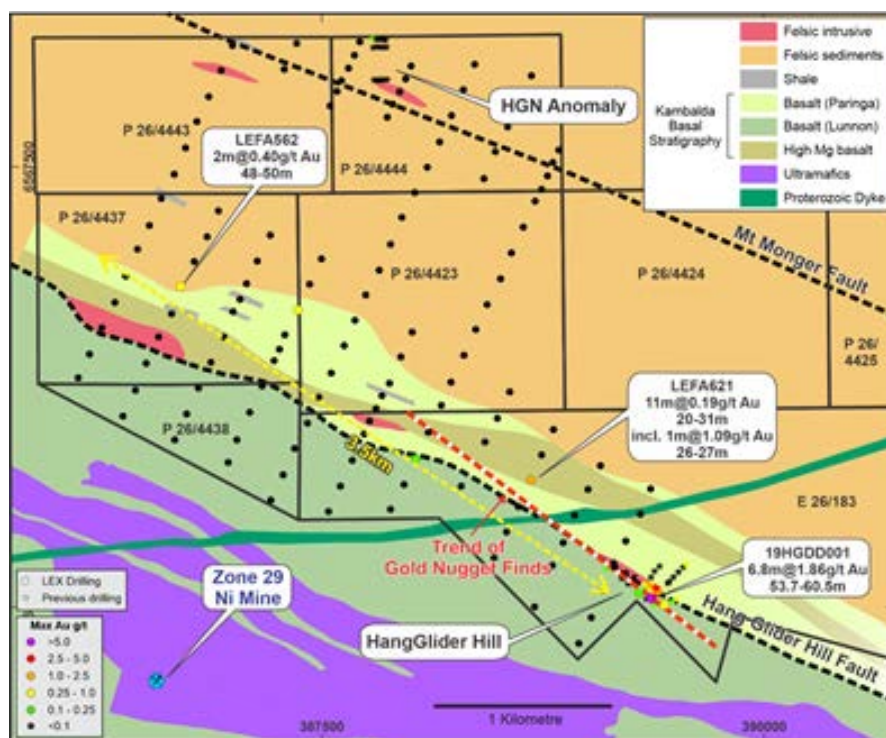 Felsic intrusive
Felsic sediments
Shale
Basalt (Paringa)
Basalt (Lunnon)
High Mg basalt
Ultramafics
Proterozoic Dyke
Kambalda
Basal
Stratigraphy
HGN Anomaly
P 26/4443
LEFA562
2m@0.40g/t Au
48-50m
P 26/4444
6567500
P 26/4437
P 26/4423
P 26/4424
Mt Monger Fault
P 26/
4425
LEFA621
11m@0.19g/t Au
20-31m
incl. 1m@1.09g/t Au
26-27m
P 26/4438
3.5km
E 26/183
Trend of
Gold Nugget Finds
19HGDD001
6.8m@1.86g/t Au
53.7-60.5m
LEX Drilling
Previous drilling
Zone 29
Ni Mine
Hang Glider Hill Fault
HangGlider Hill
Max Au g/t
>5.0
2.5 - 5.0
1.0 - 2.5
0.25 - 1.0
0.1 - 0.25
<0.1
1 Kilometre
387500
390000